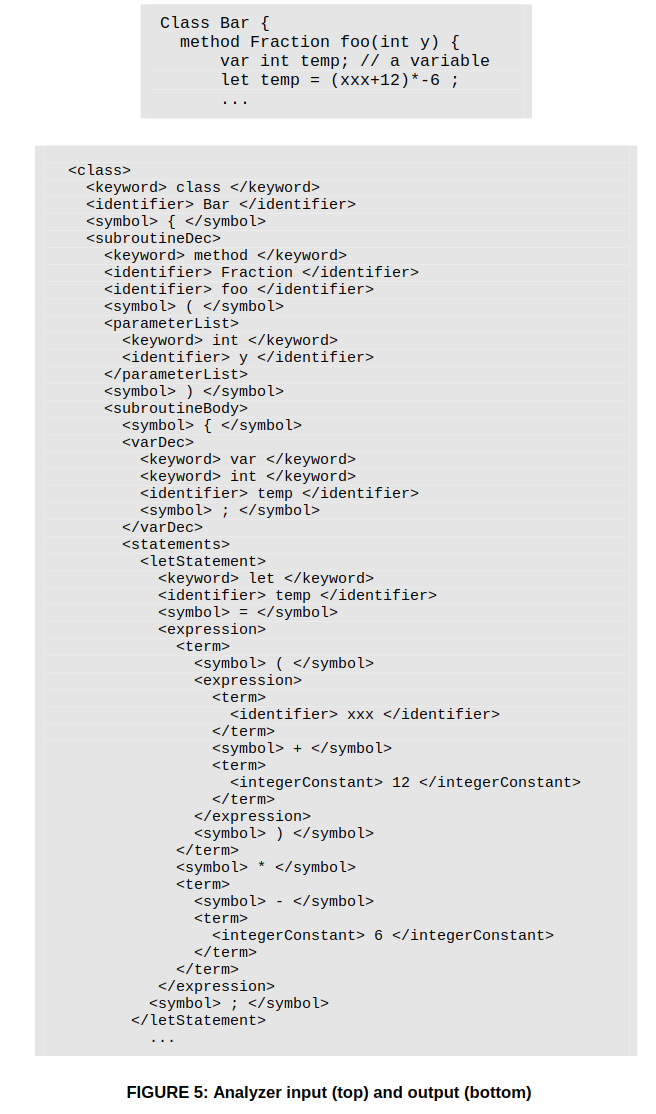 Class Bar {
  method Fraction foo(int y) {
      var int temp; // a variable
      let temp = (xxx+12)*-6 ;
      ...
<class>
  <keyword> class </keyword>
  <identifier> Bar </identifier>
  <symbol> { </symbol>
  <subroutineDec>
    <keyword> method </keyword>
    <identifier> Fraction </identifier>
    <identifier> foo </identifier>
    <symbol> ( </symbol>
    <parameterList>
      <keyword> int </keyword>
      <identifier> y </identifier>
    </parameterList>
    <symbol> ) </symbol>
    <subroutineBody>
      <symbol> { </symbol>
      <varDec>
        <keyword> var </keyword>
        <keyword> int </keyword>
        <identifier> temp </identifier>
        <symbol> ; </symbol>
      </varDec>
      <statements>
        <letStatement>
          <keyword> let </keyword>
          <identifier> temp </identifier>
          <symbol> = </symbol>
          <expression>
            <term>
              <symbol> ( </symbol>
              <expression>
                <term>
                  <identifier> xxx </identifier>
                </term>
                <symbol> + </symbol>
                <term>
                  <integerConstant> 12 </integerConstant>
                </term>
              </expression>
              <symbol> ) </symbol>
            </term>
            <symbol> * </symbol>
            <term>
              <symbol> - </symbol>
              <term>
                <integerConstant> 6 </integerConstant>
              </term>
            </term>
          </expression>
         <symbol> ; </symbol>
       </letStatement>
         ...
FIGURE 5: Analyzer input (top) and output (bottom)